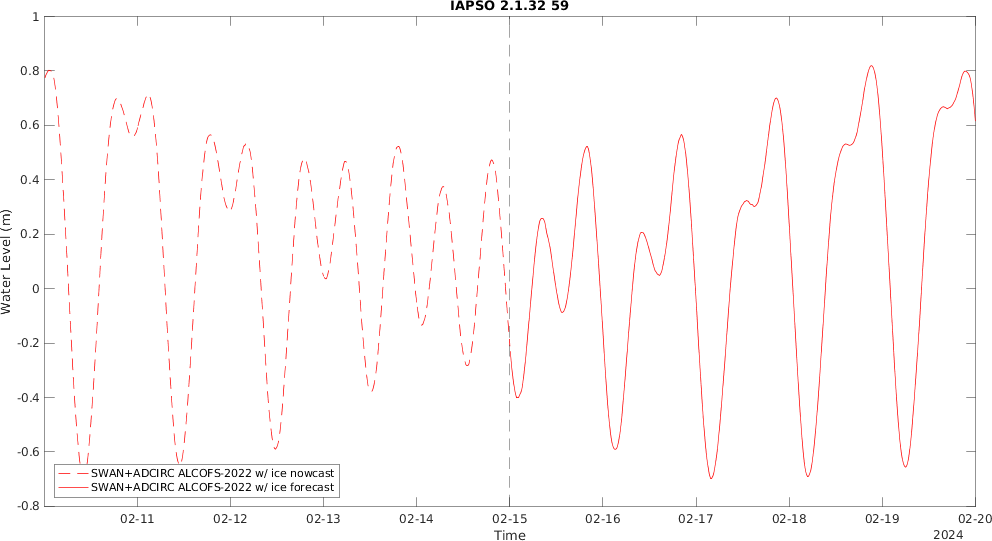 IAPSO 2.1.32 59
1
0.8
0.6
0.4
0.2
0
-0.2
-0.4
-0.6
-0.8
Water Level (m)
SWAN+ADCIRC ALCOFS-2022 w/ ice nowcast
SWAN+ADCIRC ALCOFS-2022 w/ ice forecast
02-11 02-12 02-13 02-14 02-15 02-16 02-17 02-18 02-19 02-20
Time
2024